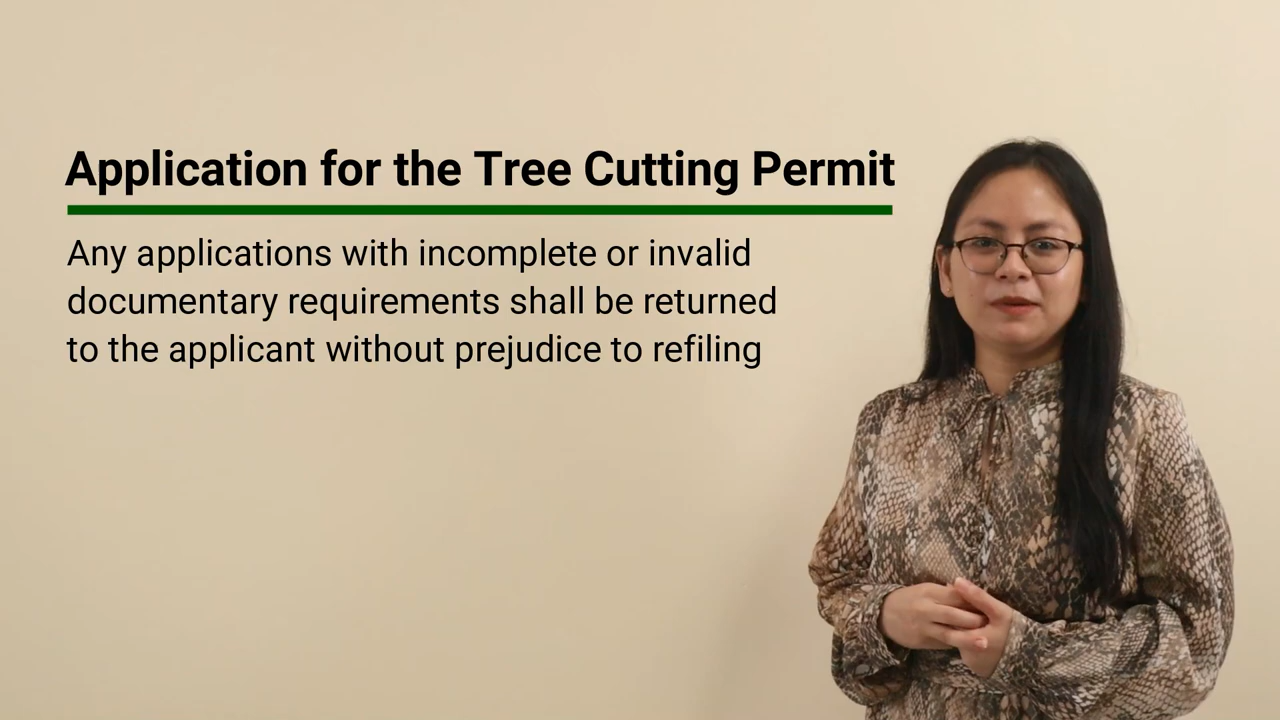 Application for the Tree Cutting Permit
Any applications with incomplete or invalid
documentary requirements shall be returned
to the applicant without prejudice to refiling